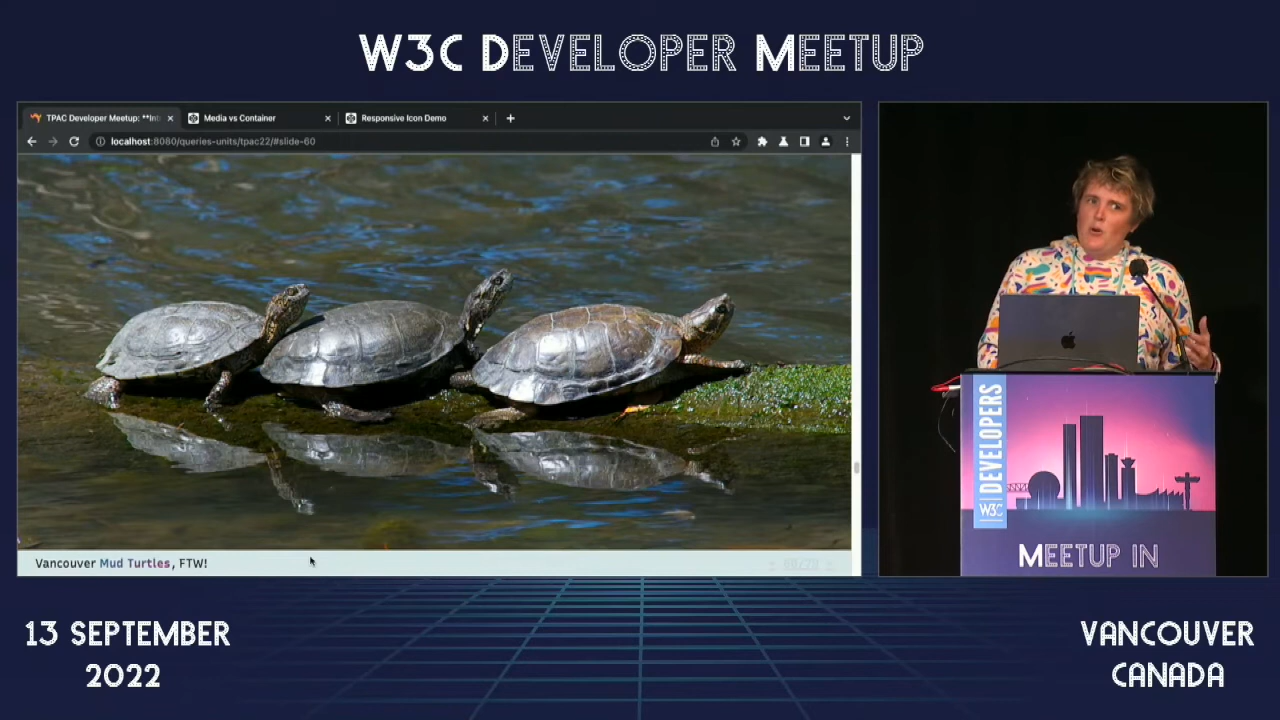 W3C DEVELOPER MEETUP
TPAC Developer Meetup: **Int
Media vs Container
Responsive Icon Demo
localhost:8080/queries-units/tpac22/#slide-60
Vancouver Mud Turtles, FTW!
DEVELOPERS
W3C
MEETUP IN
13 SEPTEMBER
2022
VANCOUVER
CANADA